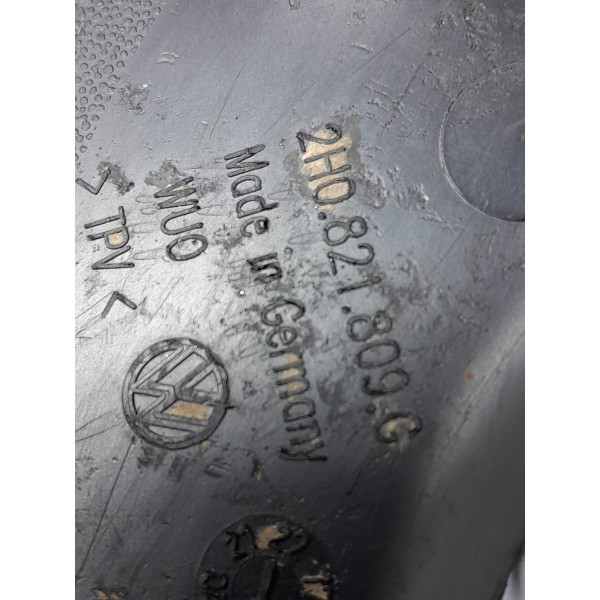 2H0.821.809.G
Made in Germany
WUO
>TPV<